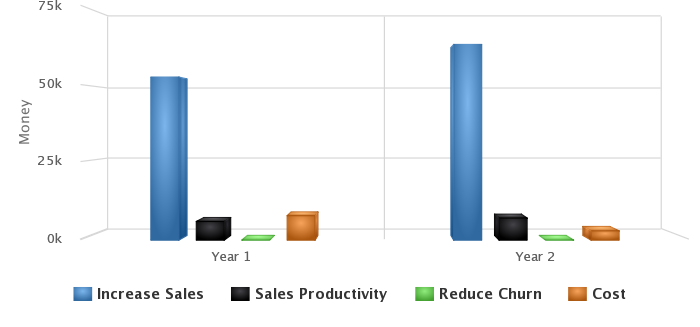 75k
50k
25k
0k
Money
Year 1
Year 2
Increase Sales
Sales Productivity
Reduce Churn
Cost